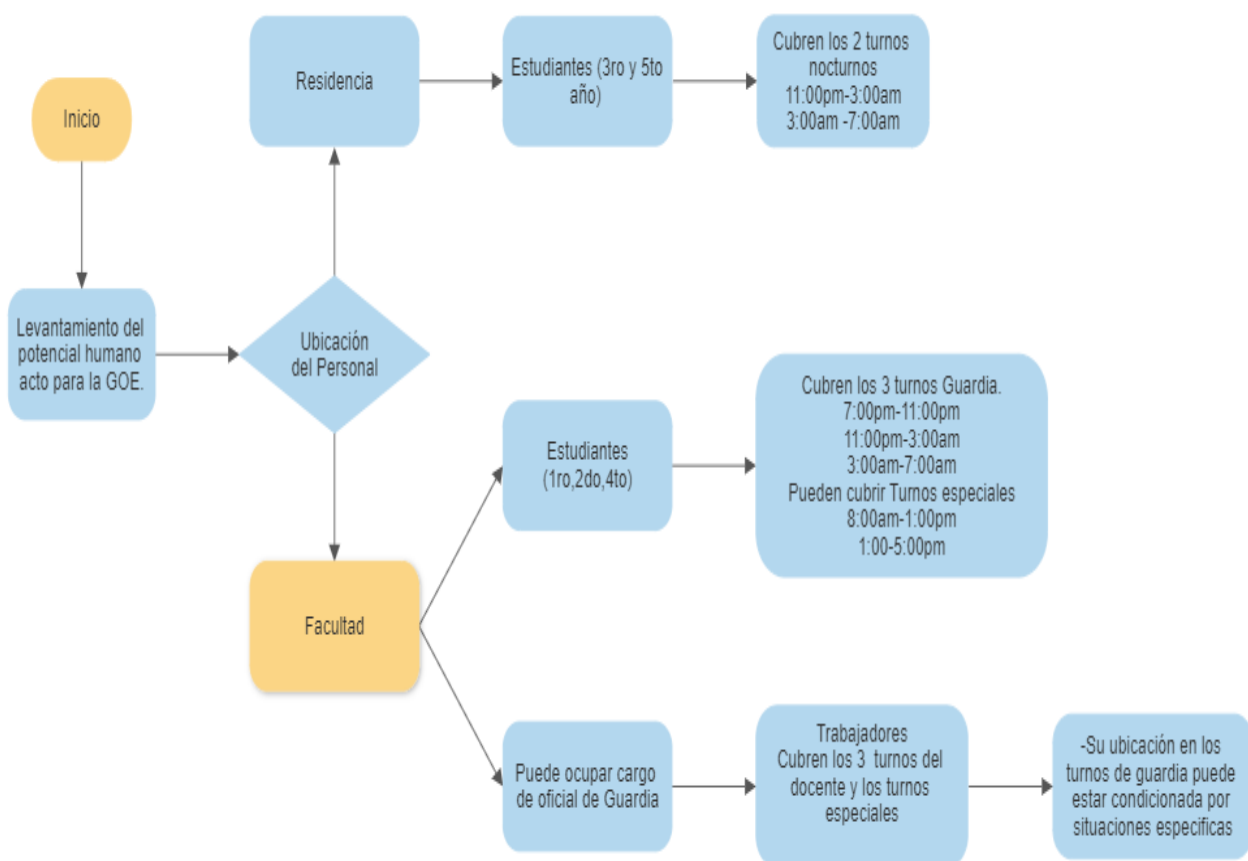 Inicio
Levantamiento del
potencial humano
acto para la GOE.
Ubicación
del Personal
Residencia
Estudiantes (3ro y 5to
año)
Cubren los 2 turnos
nocturnos
11:00pm-3:00am
3:00am -7:00am
Facultad
Estudiantes
(1ro,2do,4to)
Cubren los 3 turnos Guardia.
7:00pm-11:00pm
11:00pm-3:00am
3:00am-7:00am
Pueden cubrir Turnos especiales
8:00am-1:00pm
1:00-5:00pm
Puede ocupar cargo
de oficial de Guardia
Trabajadores
Cubren los 3 turnos del
docente y los turnos
especiales
-Su ubicación en los
turnos de guardia puede
estar condicionada por
situaciones especificas